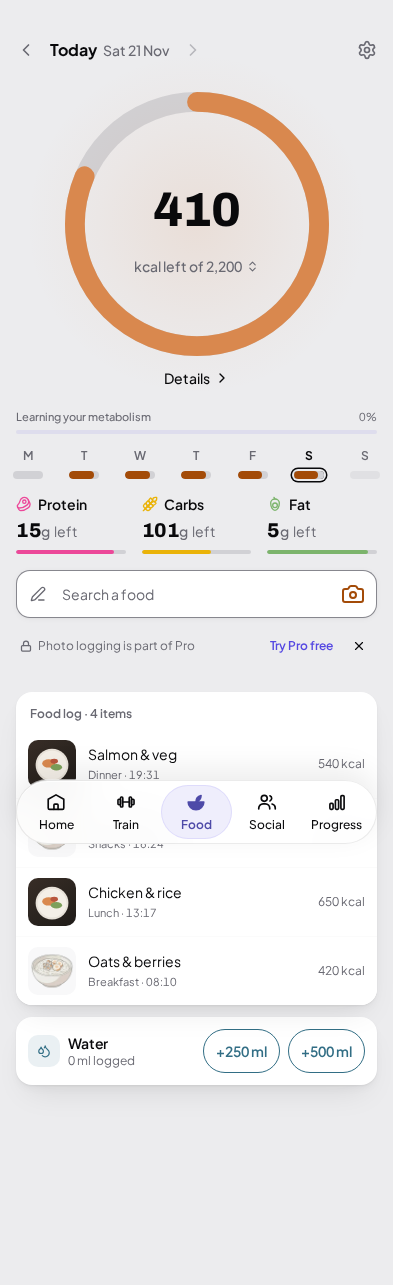 Today Sat 21 Nov
410
kcal left of 2,200
Details
Learning your metabolism 0%
M T W T F S S
Protein Carbs Fat
15g left 101g left 5g left
Search a food
Photo logging is part of Pro Try Pro free
Food log · 4 items
Salmon & veg
540 kcal
Dinner · 19:31
Home Train Food Social Progress
Snacks · 16:24
Chicken & rice
650 kcal
Lunch · 13:17
Oats & berries
420 kcal
Breakfast · 08:10
Water
+250 ml +500 ml
0 ml logged